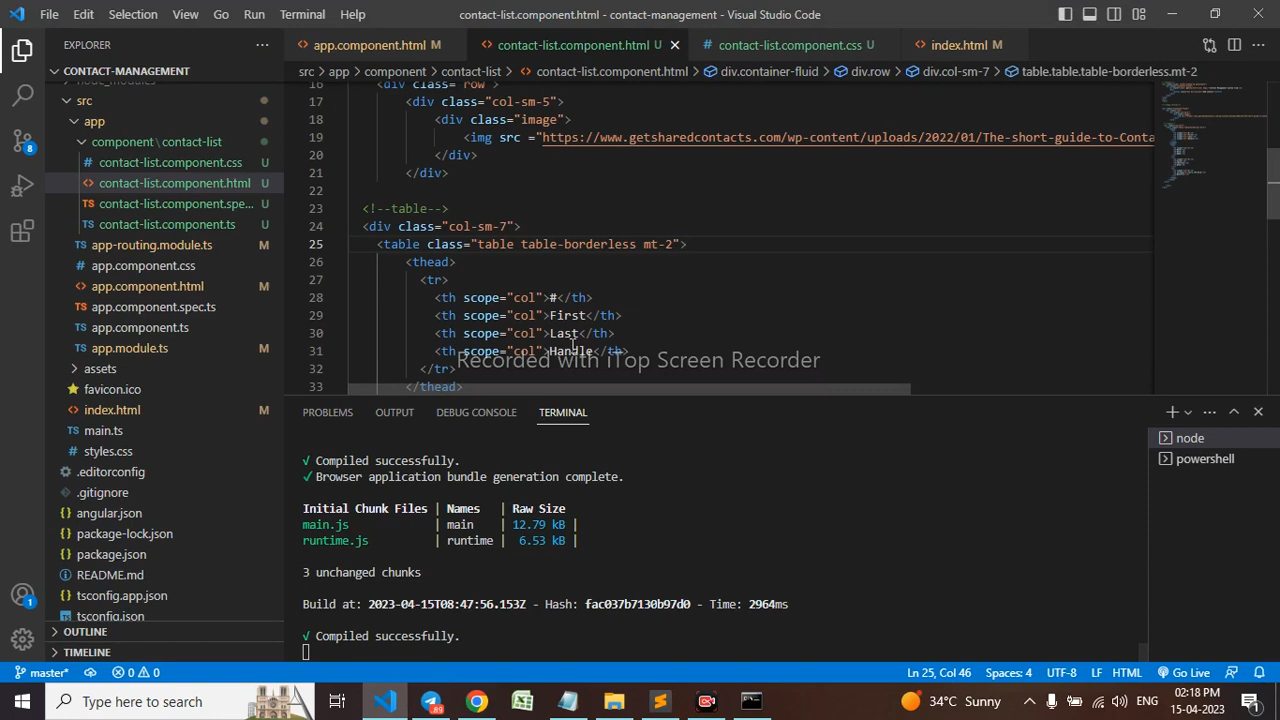 File Edit Selection View Go Run Terminal Help contact-list.component.html - contact-management - Visual Studio Code
EXPLORER
app.component.html M contact-list.component.html U contact-list.component.css U index.html M
CONTACT-MANAGEMENT
src > app > component > contact-list > contact-list.component.html > div.container-fluid > div.row > div.col-sm-7 > table.table.table-borderless.mt-2
node_modules
src
app
component \ contact-list
contact-list.component.css U
contact-list.component.html U
contact-list.component.spe... U
contact-list.component.ts U
app-routing.module.ts M
app.component.css
app.component.html M
app.component.spec.ts
app.component.ts
app.module.ts M
assets
favicon.ico
index.html M
main.ts
styles.css
.editorconfig
.gitignore
angular.json
package-lock.json
package.json
README.md
tsconfig.app.json
tsconfig.json
OUTLINE
TIMELINE
16 <div class="row">
17 <div class="col-sm-5">
18 <div class="image">
19 <img src ="https://www.getsharedcontacts.com/wp-content/uploads/2022/01/The-short-guide-to-Conta
20 </div>
21 </div>
22
23 <!--table-->
24 <div class="col-sm-7">
25 <table class="table table-borderless mt-2">
26 <thead>
27 <tr>
28 <th scope="col">#</th>
29 <th scope="col">First</th>
30 <th scope="col">Last</th>
31 <th scope="col">Handle</th>
32 </tr>
33 </thead>
Recorded with iTop Screen Recorder
PROBLEMS OUTPUT DEBUG CONSOLE TERMINAL
node
powershell
√ Compiled successfully.
✓ Browser application bundle generation complete.
Initial Chunk Files | Names | Raw Size
main.js | main | 12.79 kB |
runtime.js | runtime | 6.53 kB |
3 unchanged chunks
Build at: 2023-04-15T08:47:56.153Z - Hash: fac037b7130b97d0 - Time: 2964ms
√ Compiled successfully.
8
1
master* 0 0 Ln 25, Col 46 Spaces: 4 UTF-8 LF HTML Go Live
Type here to search
89
34°C Sunny ENG 02:18 PM
15-04-2023
1